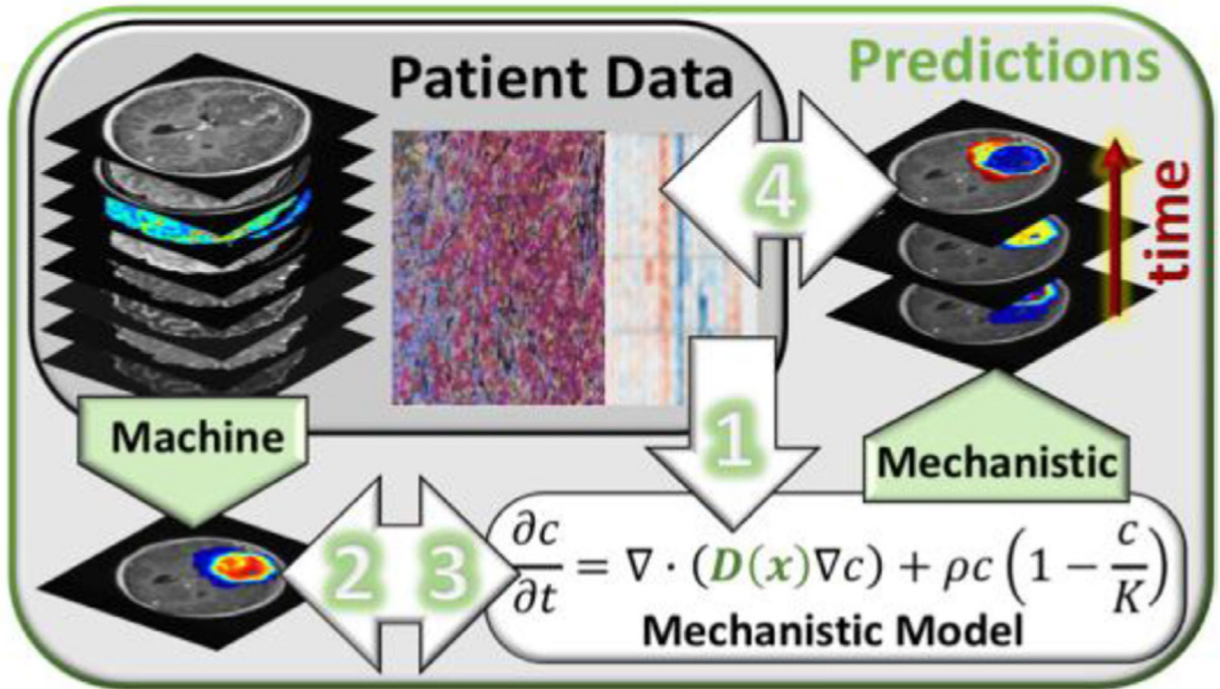 Patient Data
Predictions
4
time
1
Machine
Mechanistic
2 3
∂c/∂t = ∇ · (D(x)∇c) + ρc (1 − c/K)
Mechanistic Model